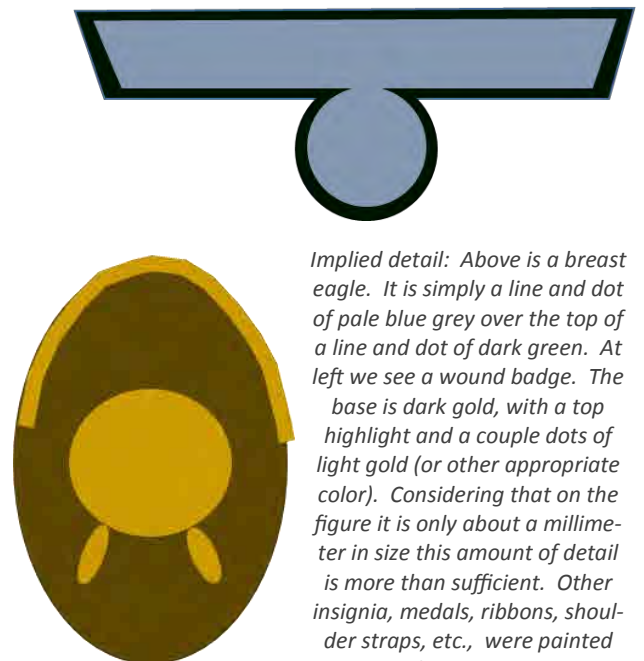 Implied detail: Above is a breast
eagle. It is simply a line and dot
of pale blue grey over the top of
a line and dot of dark green. At
left we see a wound badge. The
base is dark gold, with a top
highlight and a couple dots of
light gold (or other appropriate
color). Considering that on the
figure it is only about a millime-
ter in size this amount of detail
is more than sufficient. Other
insignia, medals, ribbons, shoul-
der straps, etc., were painted